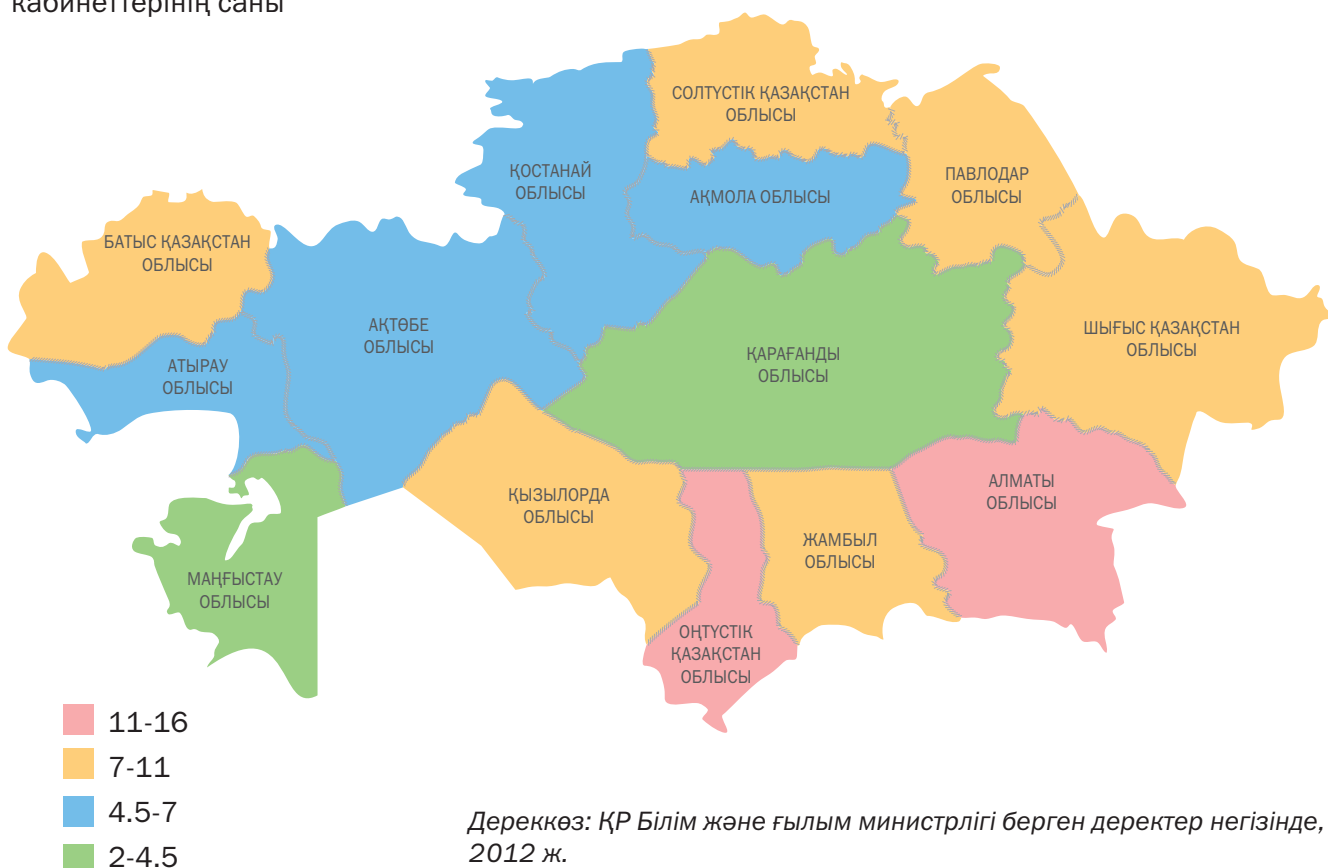 кабинеттерінің саны
СОЛТҮСТІК ҚАЗАҚСТАН
ОБЛЫСЫ
ҚОСТАНАЙ
ОБЛЫСЫ
АҚМОЛА ОБЛЫСЫ
ПАВЛОДАР
ОБЛЫСЫ
БАТЫС ҚАЗАҚСТАН
ОБЛЫСЫ
АҚТӨБЕ
ОБЛЫСЫ
ШЫҒЫС ҚАЗАҚСТАН
ОБЛЫСЫ
АТЫРАУ
ОБЛЫСЫ
ҚАРАҒАНДЫ
ОБЛЫСЫ
АЛМАТЫ
ОБЛЫСЫ
ҚЫЗЫЛОРДА
ОБЛЫСЫ
ЖАМБЫЛ
ОБЛЫСЫ
МАҢҒЫСТАУ
ОБЛЫСЫ
ОҢТҮСТІК
ҚАЗАҚСТАН
ОБЛЫСЫ
11-16
7-11
4.5-7
2-4.5
Дереккөз: ҚР Білім және ғылым министрлігі берген деректер негізінде,
2012 ж.